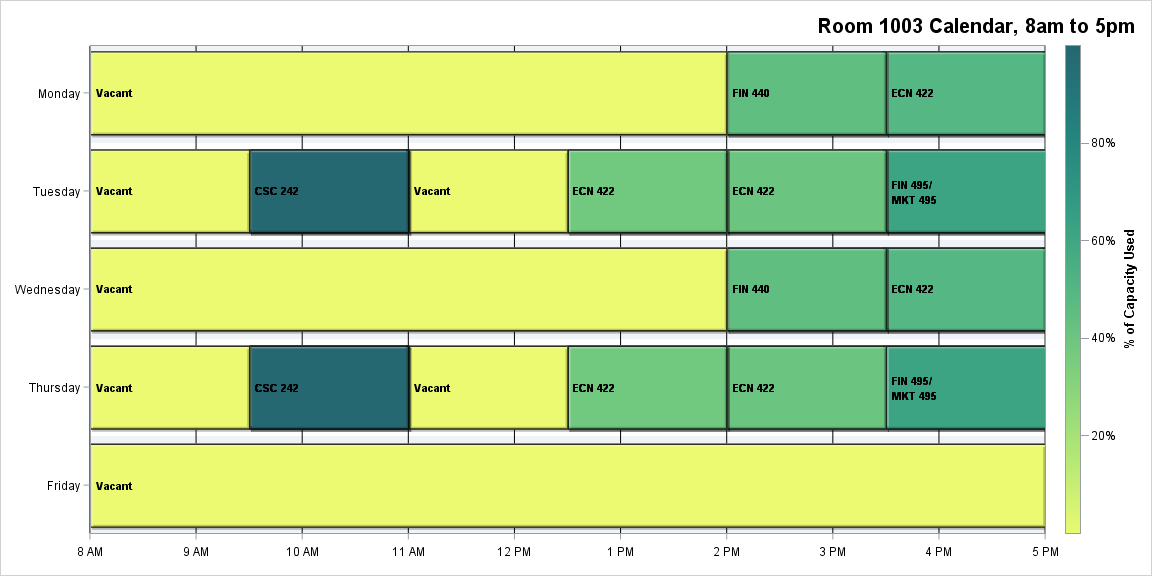 Room 1003 Calendar, 8am to 5pm
Monday
Vacant
FIN 440
ECN 422
Tuesday
Vacant
CSC 242
Vacant
ECN 422
ECN 422
FIN 495/
MKT 495
Wednesday
Vacant
FIN 440
ECN 422
Thursday
Vacant
CSC 242
Vacant
ECN 422
ECN 422
FIN 495/
MKT 495
Friday
Vacant
8 AM
9 AM
10 AM
11 AM
12 PM
1 PM
2 PM
3 PM
4 PM
5 PM
80%
60%
40%
20%
% of Capacity Used